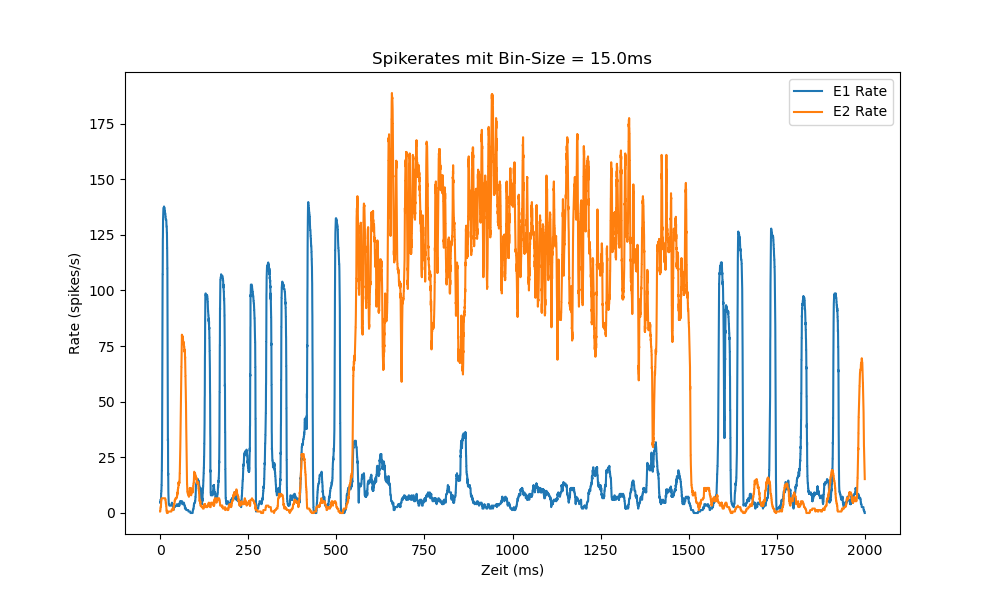 Spikerates mit Bin-Size = 15.0ms
E1 Rate
E2 Rate
Rate (spikes/s)
175
150
125
100
75
50
25
0
0 250 500 750 1000 1250 1500 1750 2000
Zeit (ms)